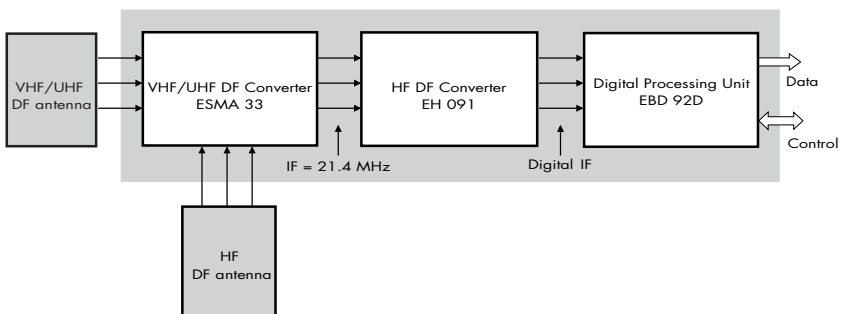 VHF/UHF
DF antenna
VHF/UHF DF Converter
ESMA 33
HF DF Converter
EH 091
Digital Processing Unit
EBD 92D
Data
Control
IF = 21.4 MHz
Digital IF
HF
DF antenna